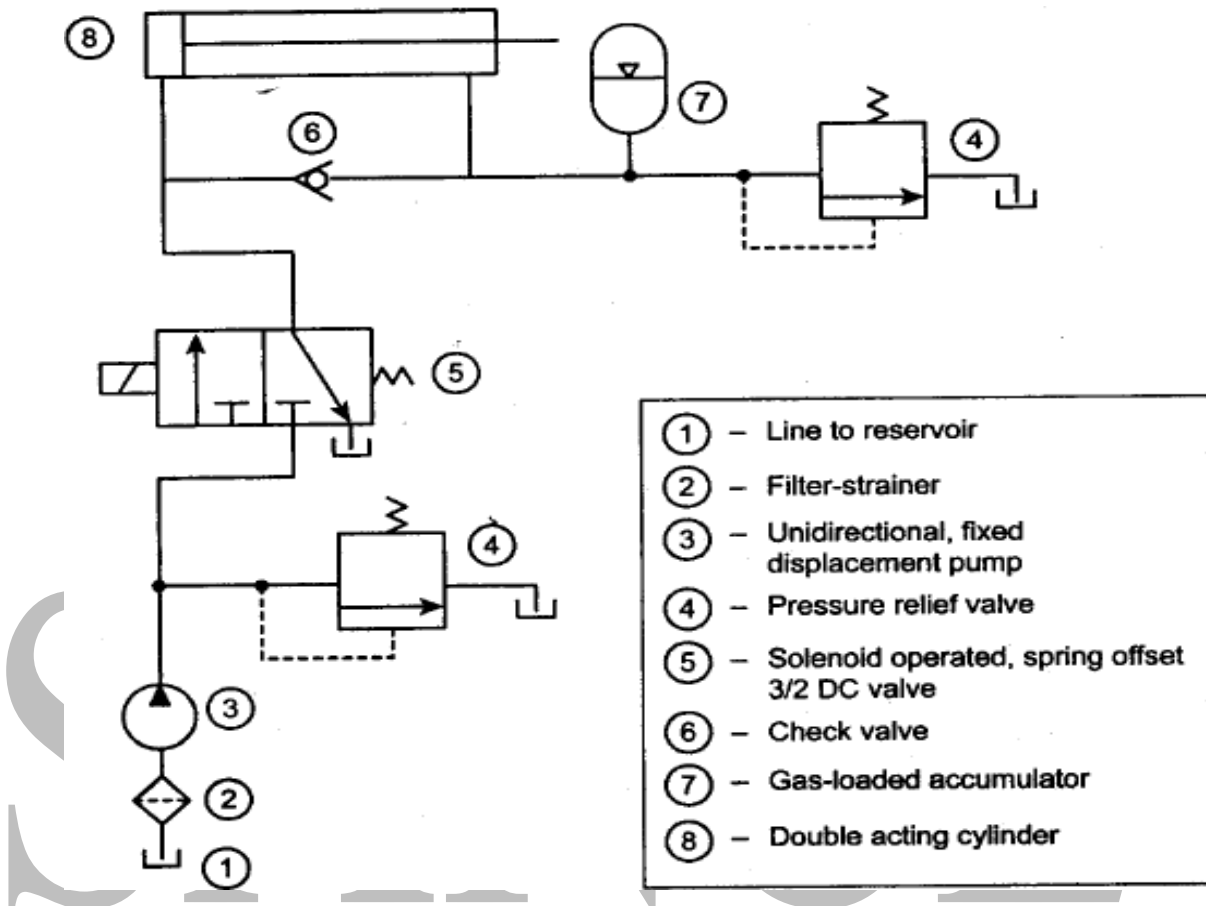 8
6
7
4
5
4
3
2
1
1 – Line to reservoir
2 – Filter-strainer
3 – Unidirectional, fixed
displacement pump
4 – Pressure relief valve
5 – Solenoid operated, spring offset
3/2 DC valve
6 – Check valve
7 – Gas-loaded accumulator
8 – Double acting cylinder